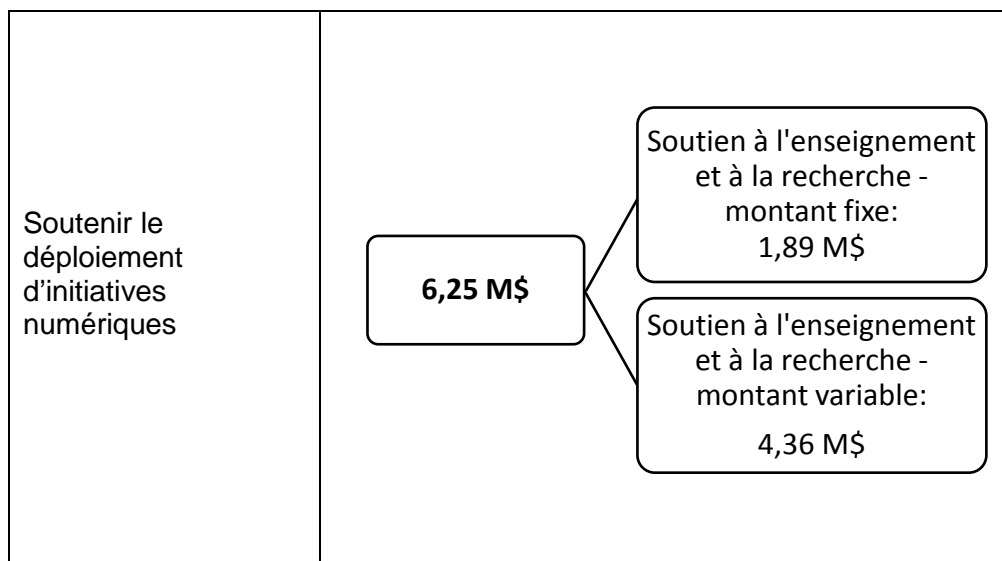 Soutenir le
déploiement
d’initiatives
numériques
6,25 M$
Soutien à l'enseignement
et à la recherche -
montant fixe:
1,89 M$
Soutien à l'enseignement
et à la recherche -
montant variable:
4,36 M$